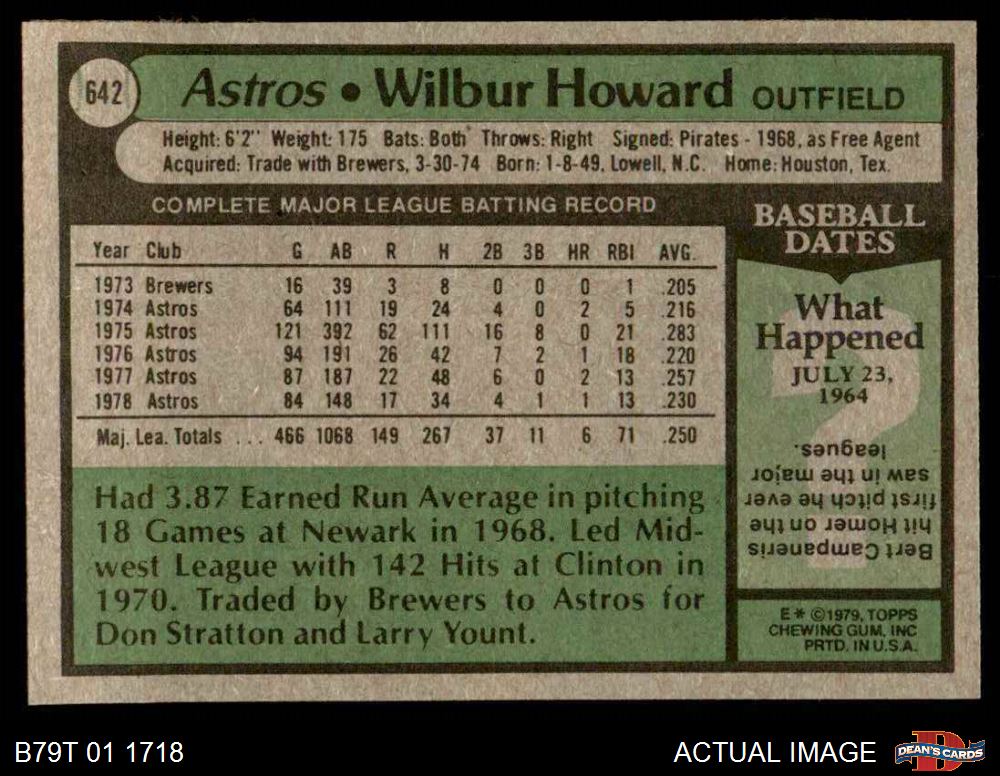 642 Astros • Wilbur Howard OUTFIELD
Height: 6'2" Weight: 175 Bats: Both Throws: Right Signed: Pirates - 1968, as Free Agent
Acquired: Trade with Brewers, 3-30-74 Born: 1-8-49, Lowell, N.C. Home: Houston, Tex.
COMPLETE MAJOR LEAGUE BATTING RECORD
Year Club G AB R H 2B 3B HR RBI AVG.
1973 Brewers 16 39 3 8 0 0 0 1 .205
1974 Astros 64 111 19 24 4 0 2 5 .216
1975 Astros 121 392 62 111 16 8 0 21 .283
1976 Astros 94 191 26 42 7 2 1 18 .220
1977 Astros 87 187 22 48 6 0 2 13 .257
1978 Astros 84 148 17 34 4 1 1 13 .230
Maj. Lea. Totals . . . 466 1068 149 267 37 11 6 71 .250
Had 3.87 Earned Run Average in pitching
18 Games at Newark in 1968. Led Mid-
west League with 142 Hits at Clinton in
1970. Traded by Brewers to Astros for
Don Stratton and Larry Yount.
BASEBALL
DATES
What
Happened
JULY 23,
1964
Bert Campaneris
hit Homer on the
first pitch he ever
saw in the major
leagues.
E* ©1979, TOPPS
CHEWING GUM, INC
PRTD. IN U.S.A.
B79T 01 1718
ACTUAL IMAGE
DEAN'S CARDS